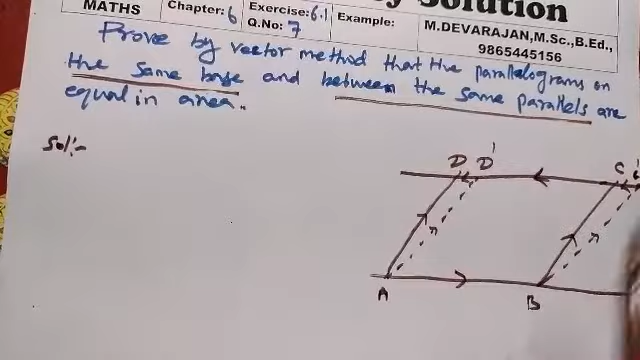 Solution
MATHS
Chapter: 6
Exercise: 6.1
Q.No: 7
Example:
M.DEVARAJAN,M.Sc.,B.Ed.,
9865445156
Prove by vector method that the parallelograms on
the same base and between the same parallels are
equal in area.
Sol:-
D D' C C'
A B